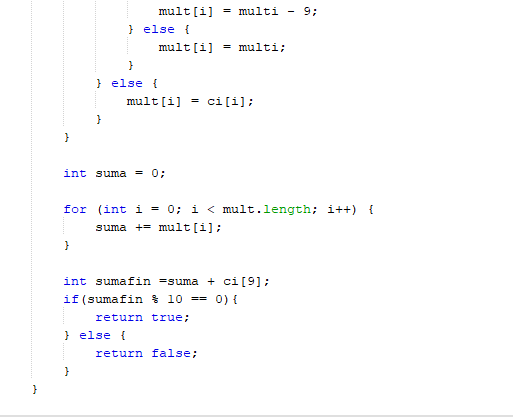 mult[i] = multi - 9;
} else {
mult[i] = multi;
}
} else {
mult[i] = ci[i];
}
}
int suma = 0;
for (int i = 0; i < mult.length; i++) {
suma += mult[i];
}
int sumafin =suma + ci[9];
if(sumafin % 10 == 0){
return true;
} else {
return false;
}
}